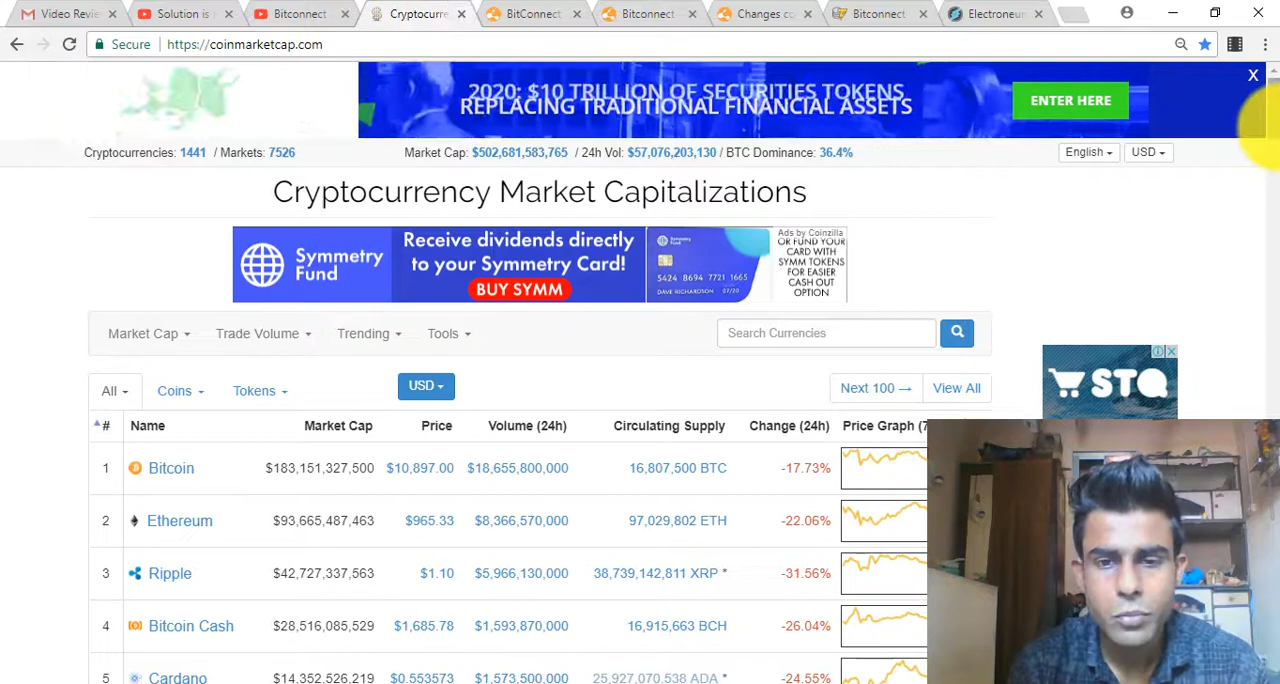 Video Revie
Solution is
Bitconnect
Cryptocurre
BitConnect
Bitconnect
Changes co
Bitconnect
Electroneum
Secure
https://coinmarketcap.com
2020: $10 TRILLION OF SECURITIES TOKENS
REPLACING TRADITIONAL FINANCIAL ASSETS
ENTER HERE
X
Cryptocurrencies: 1441 / Markets: 7526
Market Cap: $502,681,583,765 / 24h Vol: $57,076,203,130 / BTC Dominance: 36.4%
English
USD
Cryptocurrency Market Capitalizations
Symmetry
Fund
Receive dividends directly
to your Symmetry Card!
BUY SYMM
Symmetry
Fund
5424 8694 7721 1665
07/20
DAVE RICHARDSON
Ads by Coinzilla
OR FUND YOUR
CARD WITH
SYMM TOKENS
FOR EASIER
CASH OUT
OPTION
Market Cap
Trade Volume
Trending
Tools
Search Currencies
STQ
All
Coins
Tokens
USD
Next 100 →
View All
# Name Market Cap Price Volume (24h) Circulating Supply Change (24h) Price Graph (7
1 Bitcoin $183,151,327,500 $10,897.00 $18,655,800,000 16,807,500 BTC -17.73%
2 Ethereum $93,665,487,463 $965.33 $8,366,570,000 97,029,802 ETH -22.06%
3 Ripple $42,727,337,563 $1.10 $5,966,130,000 38,739,142,811 XRP * -31.56%
4 Bitcoin Cash $28,516,085,529 $1,685.78 $1,593,870,000 16,915,663 BCH -26.04%
5 Cardano $14,352,526,219 $0.553573 $1,573,500,000 25,927,070,538 ADA * -24.55%